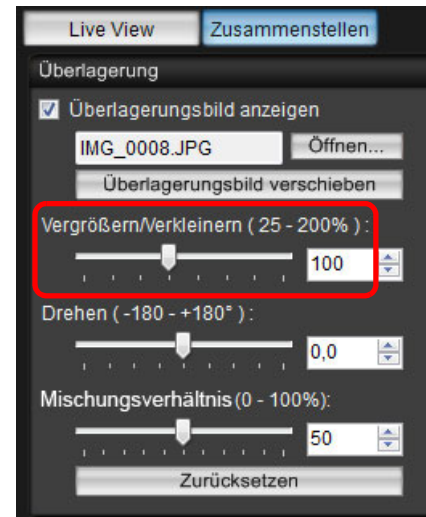 Live View Zusammenstellen
Überlagerung
Überlagerungsbild anzeigen
IMG_0008.JPG Öffnen...
Überlagerungsbild verschieben
Vergrößern/Verkleinern ( 25 - 200% ) :
100
Drehen ( -180 - +180° ) :
0,0
Mischungsverhältnis (0 - 100%):
50
Zurücksetzen